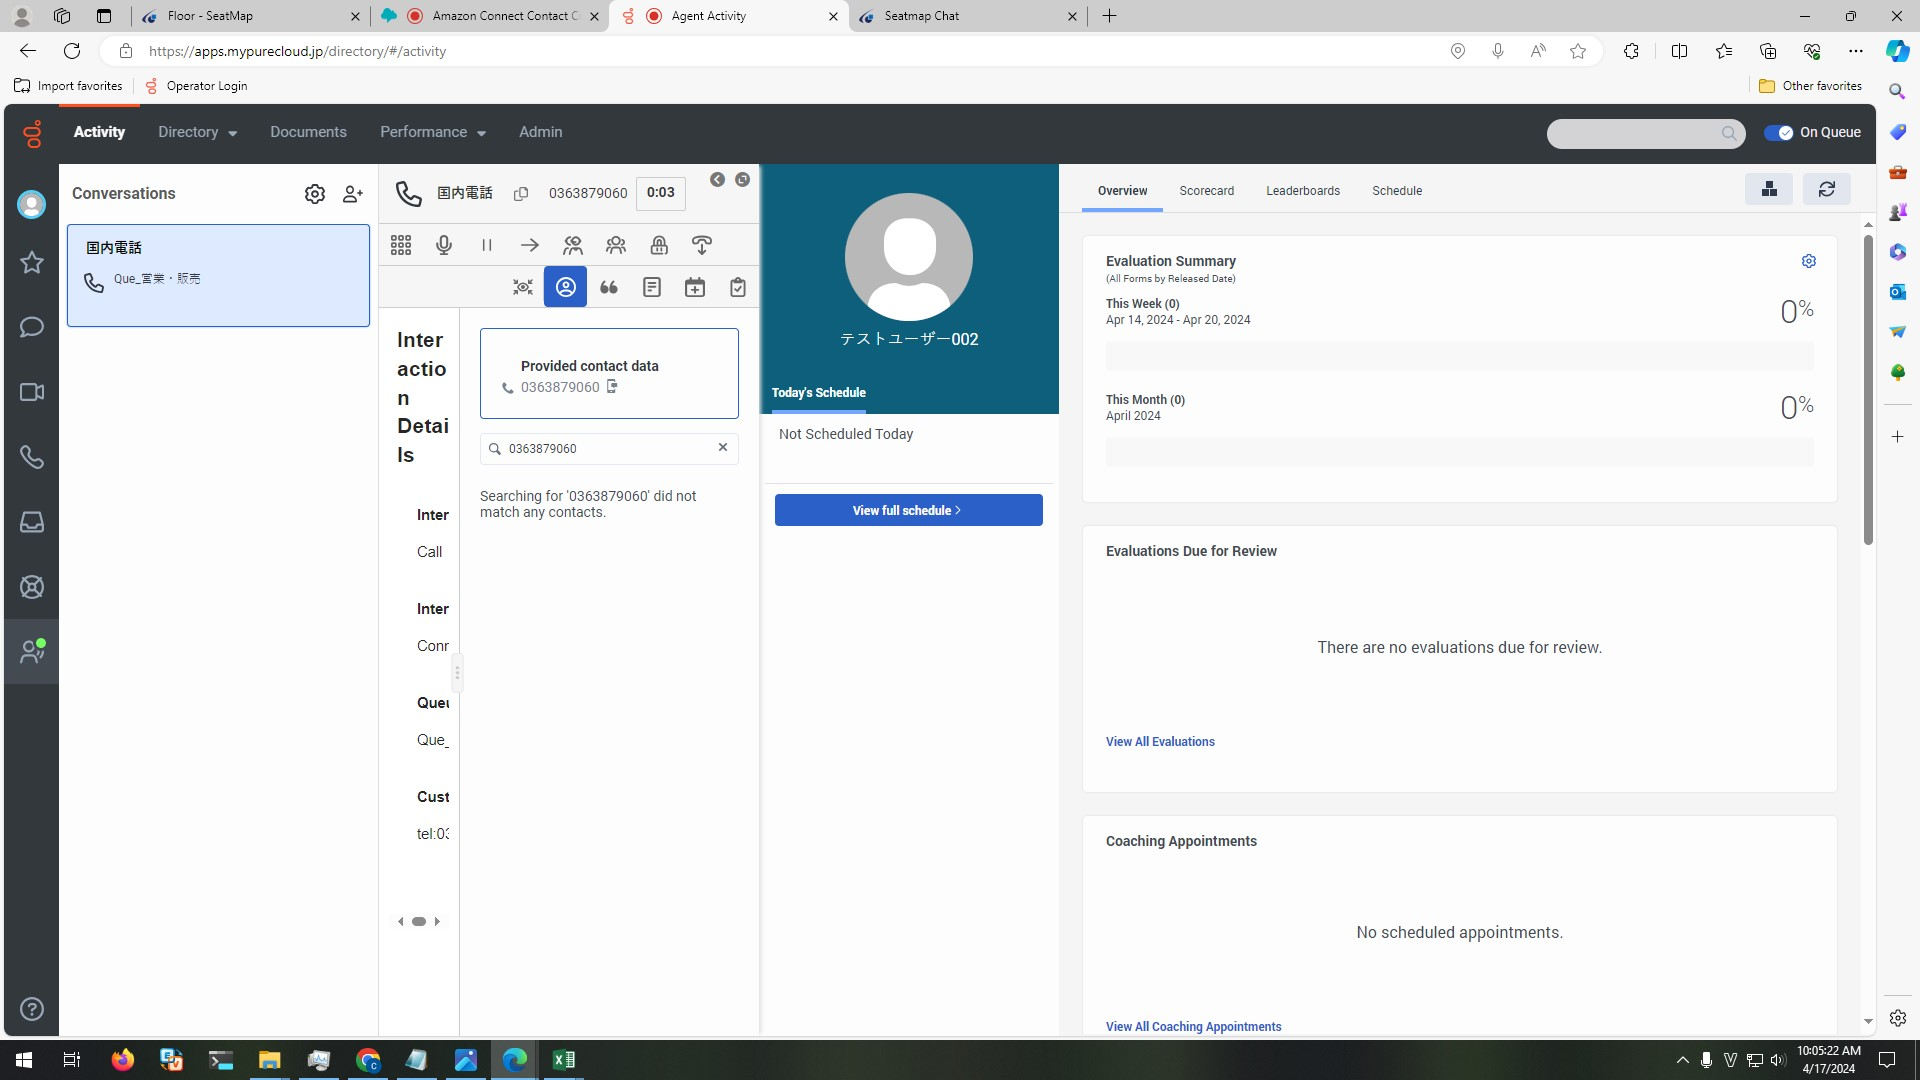 Floor - SeatMap
Amazon Connect Contact C
Agent Activity
Seatmap Chat
https://apps.mypurecloud.jp/directory/#/activity
Import favorites
Operator Login
Other favorites
Activity
Directory
Documents
Performance
Admin
On Queue
Conversations
国内電話
Que_営業・販売
国内電話
0363879060
0:03
Inter
actio
n
Detai
ls
Inter
Call
Inter
Conr
Queu
Que_
Cust
tel:03
Provided contact data
0363879060
0363879060
Searching for '0363879060' did not
match any contacts.
テストユーザー002
Today's Schedule
Not Scheduled Today
View full schedule
Overview
Scorecard
Leaderboards
Schedule
Evaluation Summary
(All Forms by Released Date)
This Week (0)
Apr 14, 2024 - Apr 20, 2024
0%
This Month (0)
April 2024
0%
Evaluations Due for Review
There are no evaluations due for review.
View All Evaluations
Coaching Appointments
No scheduled appointments.
View All Coaching Appointments
10:05:22 AM
4/17/2024